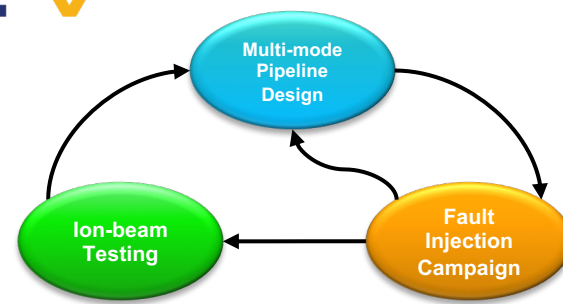 Multi-mode
Pipeline
Design
Ion-beam
Testing
Fault
Injection
Campaign